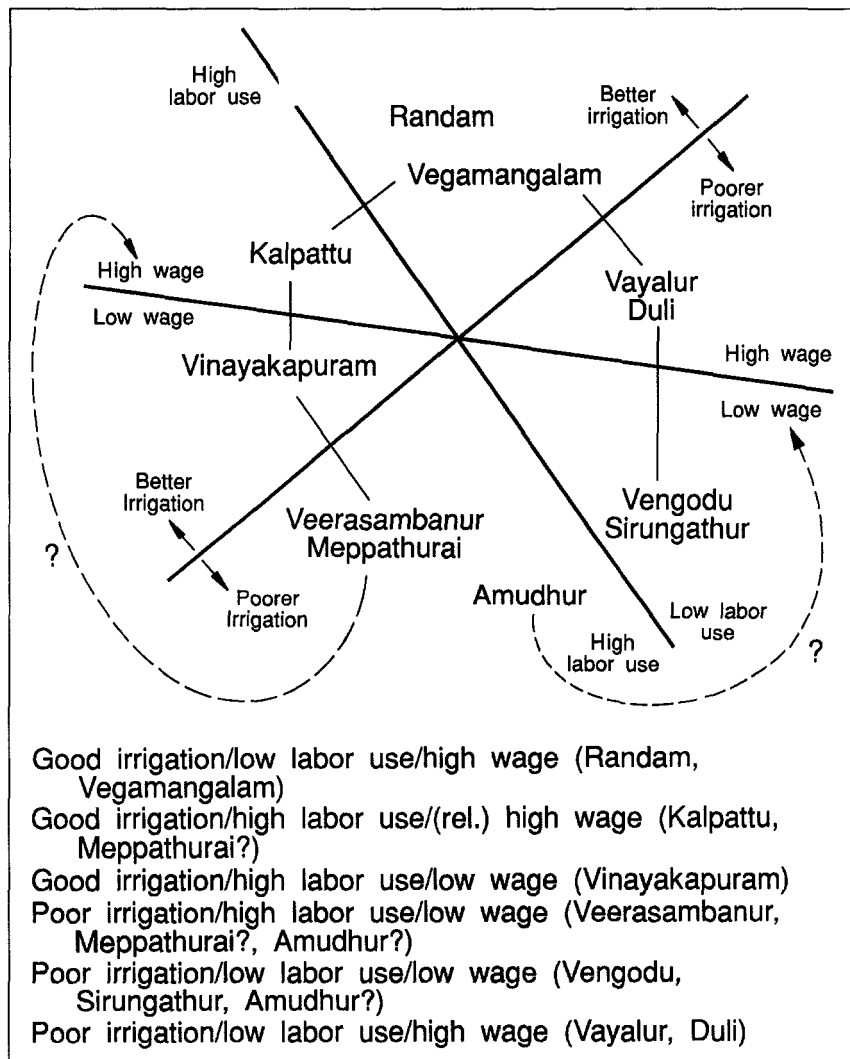 High
labor use
Randam
Better
irrigation
Vegamangalam
Poorer
irrigation
Kalpattu
High wage
Low wage
Vayalur
Duli
Vinayakapuram
High wage
Low wage
Better
Irrigation
Veerasambanur
Meppathurai
Vengodu
Sirungathur
?
Poorer
Irrigation
Amudhur
Low labor
use
High
labor use
?
Good irrigation/low labor use/high wage (Randam,
Vegamangalam)
Good irrigation/high labor use/(rel.) high wage (Kalpattu,
Meppathurai?)
Good irrigation/high labor use/low wage (Vinayakapuram)
Poor irrigation/high labor use/low wage (Veerasambanur,
Meppathurai?, Amudhur?)
Poor irrigation/low labor use/low wage (Vengodu,
Sirungathur, Amudhur?)
Poor irrigation/low labor use/high wage (Vayalur, Duli)